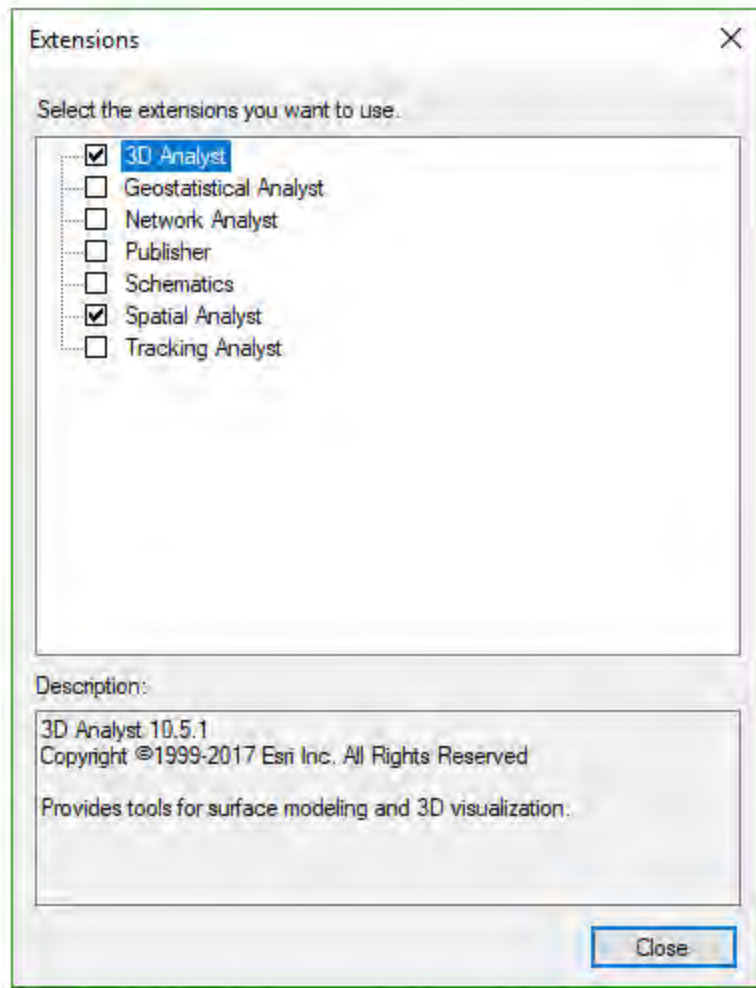 Extensions
Select the extensions you want to use.
3D Analyst
Geostatistical Analyst
Network Analyst
Publisher
Schematics
Spatial Analyst
Tracking Analyst
Description:
3D Analyst 10.5.1
Copyright ©1999-2017 Esri Inc. All Rights Reserved
Provides tools for surface modeling and 3D visualization.
Close